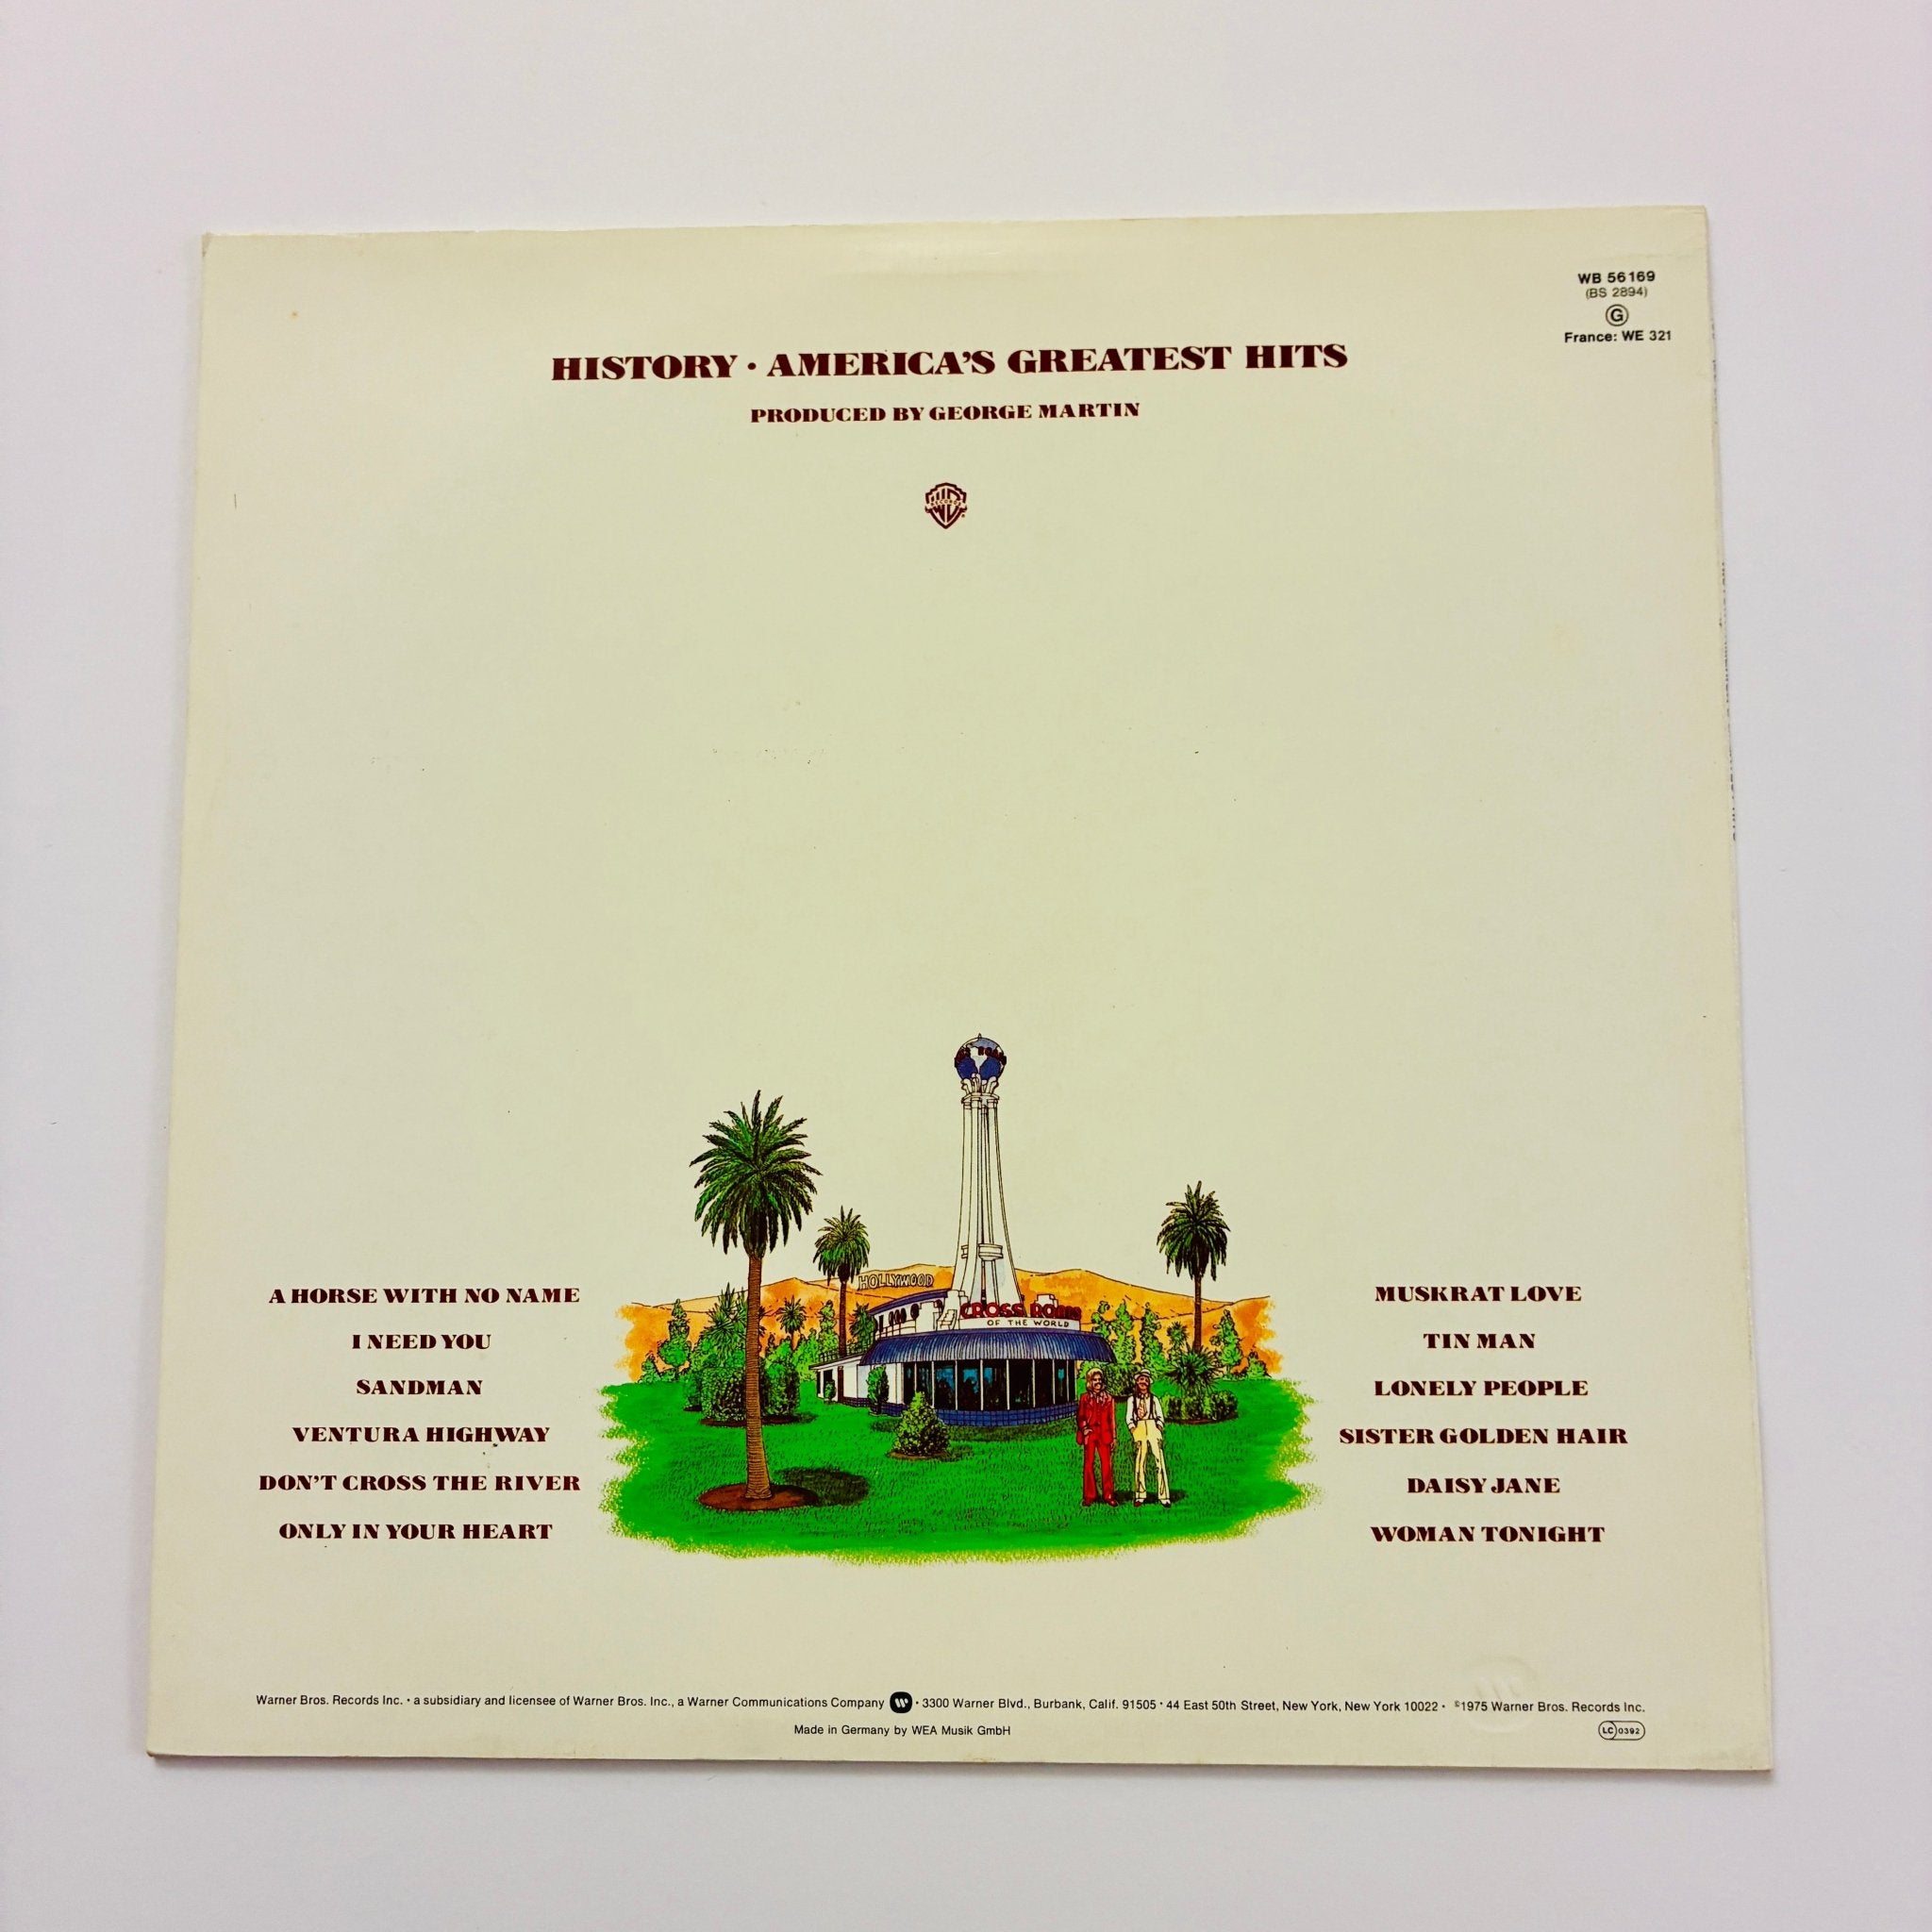 WB 56169
(BS 2894)
G
France: WE 321
HISTORY • AMERICA'S GREATEST HITS
PRODUCED BY GEORGE MARTIN
A HORSE WITH NO NAME
I NEED YOU
SANDMAN
VENTURA HIGHWAY
DON'T CROSS THE RIVER
ONLY IN YOUR HEART
HOLLYWOOD
CROSS ROADS
OF THE WORLD
MUSKRAT LOVE
TIN MAN
LONELY PEOPLE
SISTER GOLDEN HAIR
DAISY JANE
WOMAN TONIGHT
Warner Bros. Records Inc. • a subsidiary and licensee of Warner Bros. Inc., a Warner Communications Company • 3300 Warner Blvd., Burbank, Calif. 91505 • 44 East 50th Street, New York, New York 10022 • ©1975 Warner Bros. Records Inc.
Made in Germany by WEA Musik GmbH
LC 0392